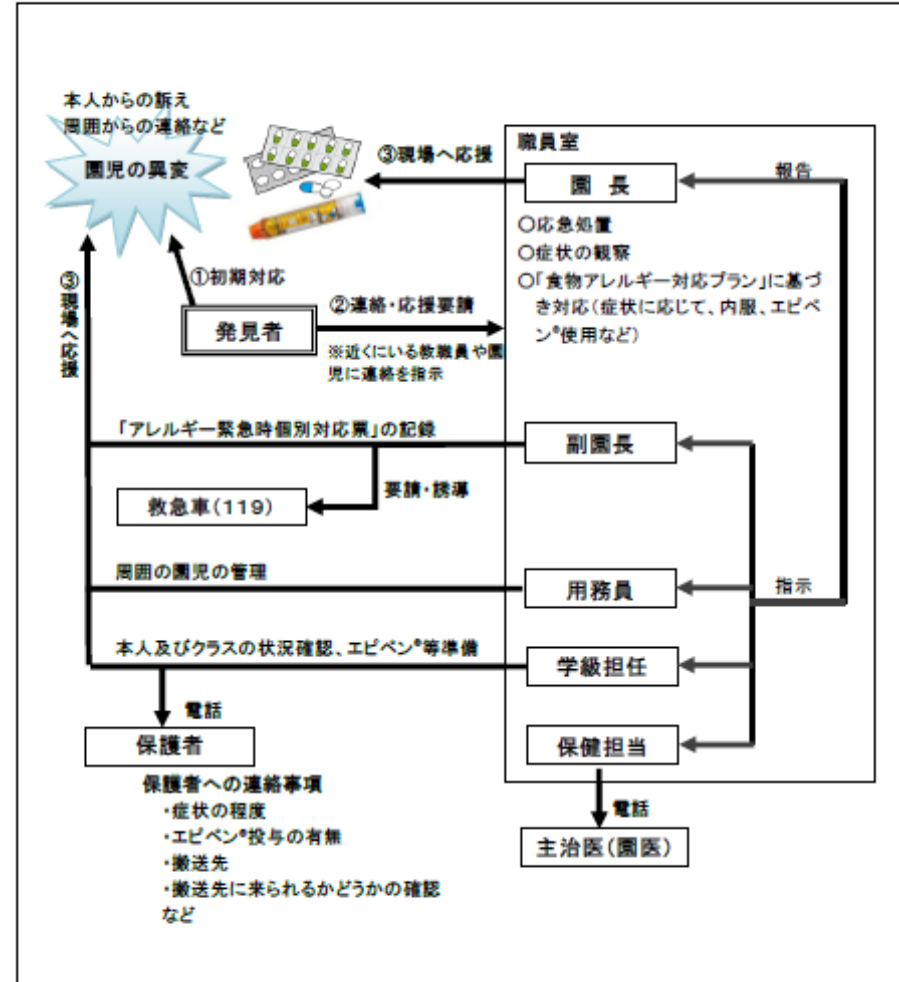 本人からの訴え
周囲からの連絡など
園児の異変
③現場へ応援
職員室
園 長
報告
○応急処置
○症状の観察
○「食物アレルギー対応プラン」に基づ
き対応(症状に応じて、内服、エピペ
ン®使用など)
①初期対応
②連絡・応援要請
発見者
※近くにいる教職員や園
児に連絡を指示
③現場へ応援
「アレルギー緊急時個別対応票」の記録
副園長
要請・誘導
救急車(119)
周囲の園児の管理
用務員
指示
本人及びクラスの状況確認、エピペン®等準備
学級担任
電話
保護者
保健担当
保護者への連絡事項
・症状の程度
・エピペン®投与の有無
・搬送先
・搬送先に来られるかどうかの確認
など
電話
主治医(園医)